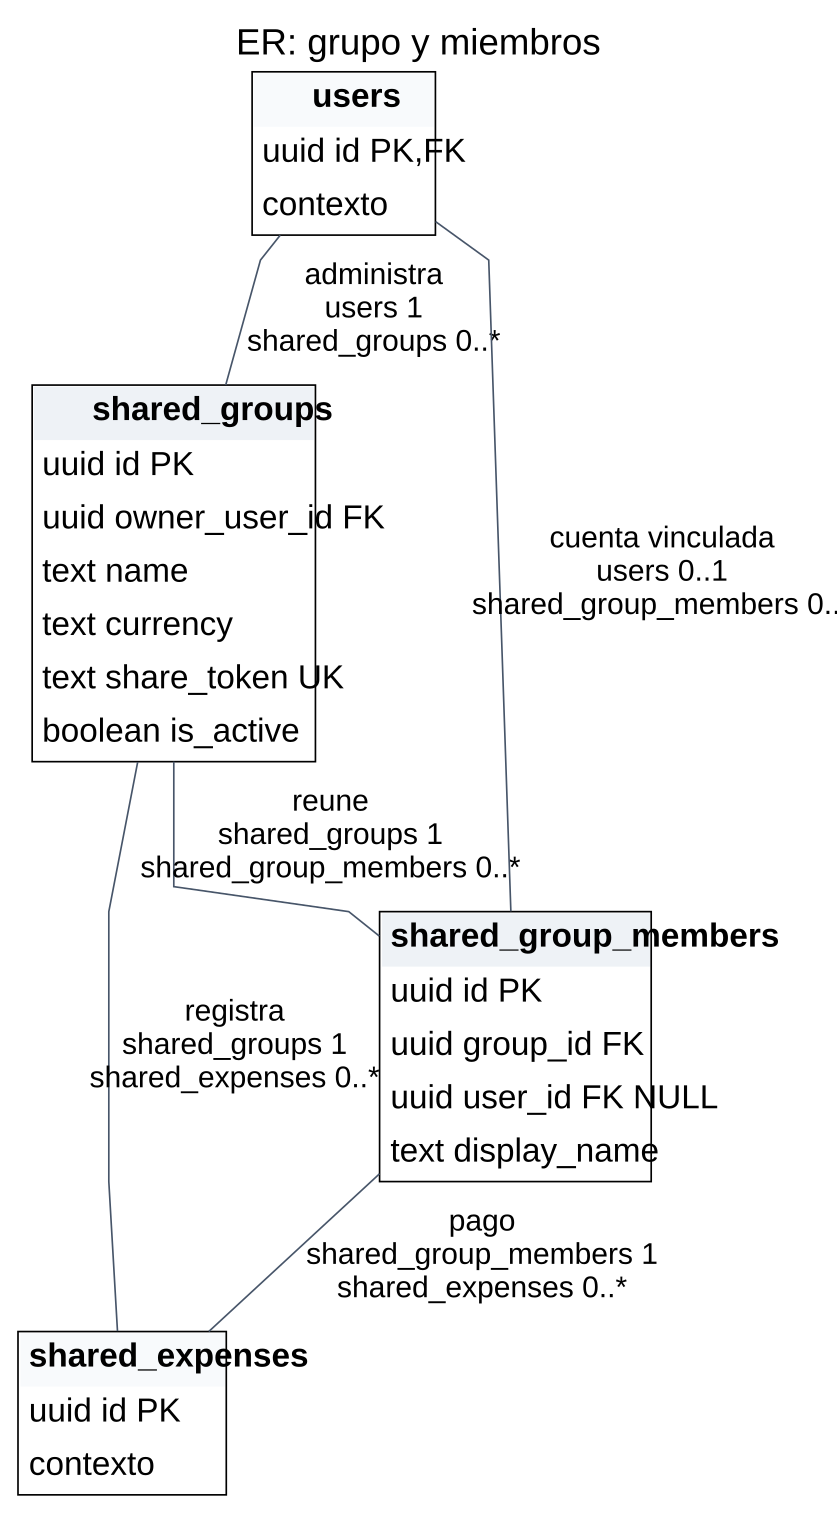 ER: grupo y miembros
users
uuid id PK,FK
contexto
administra
users 1
shared_groups 0..*
shared_groups
uuid id PK
uuid owner_user_id FK
text name
text currency
text share_token UK
boolean is_active
cuenta vinculada
users 0..1
shared_group_members 0..
reune
shared_groups 1
shared_group_members 0..*
shared_group_members
uuid id PK
uuid group_id FK
uuid user_id FK NULL
text display_name
registra
shared_groups 1
shared_expenses 0..*
pago
shared_group_members 1
shared_expenses 0..*
shared_expenses
uuid id PK
contexto